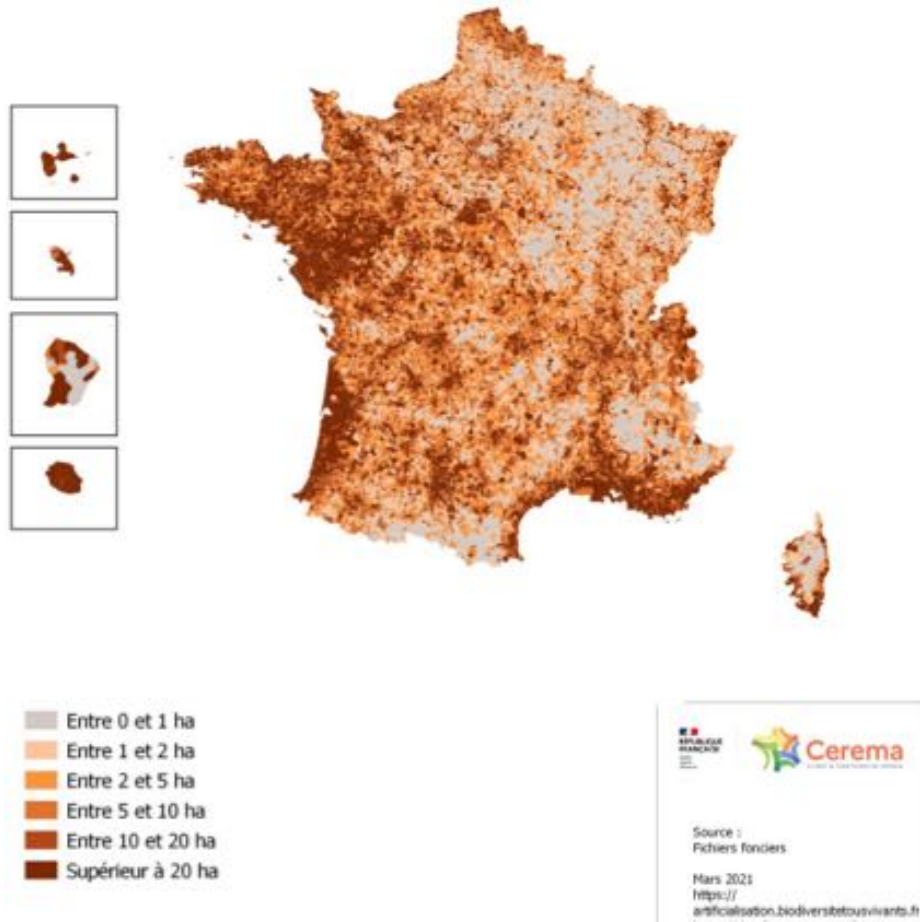 Entre 0 et 1 ha
Entre 1 et 2 ha
Entre 2 et 5 ha
Entre 5 et 10 ha
Entre 10 et 20 ha
Supérieur à 20 ha
RÉPUBLIQUE
FRANÇAISE
Cerema
Source :
Fichiers fonciers
Mars 2021
https://
artificialisation.biodiversitetousvivants.fr